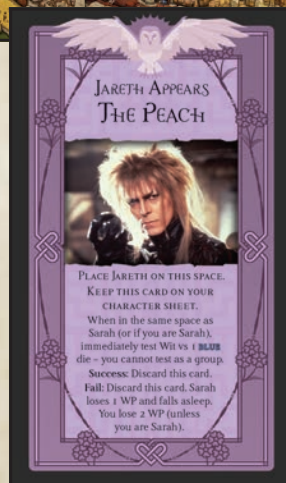 JARETH APPEARS
THE PEACH
PLACE JARETH ON THIS SPACE.
KEEP THIS CARD ON YOUR
CHARACTER SHEET.
When in the same space as
Sarah (or if you are Sarah),
immediately test Wit vs 1 BLUE
die – you cannot test as a group.
Success: Discard this card.
Fail: Discard this card. Sarah
loses 1 WP and falls asleep.
You lose 2 WP (unless
you are Sarah).